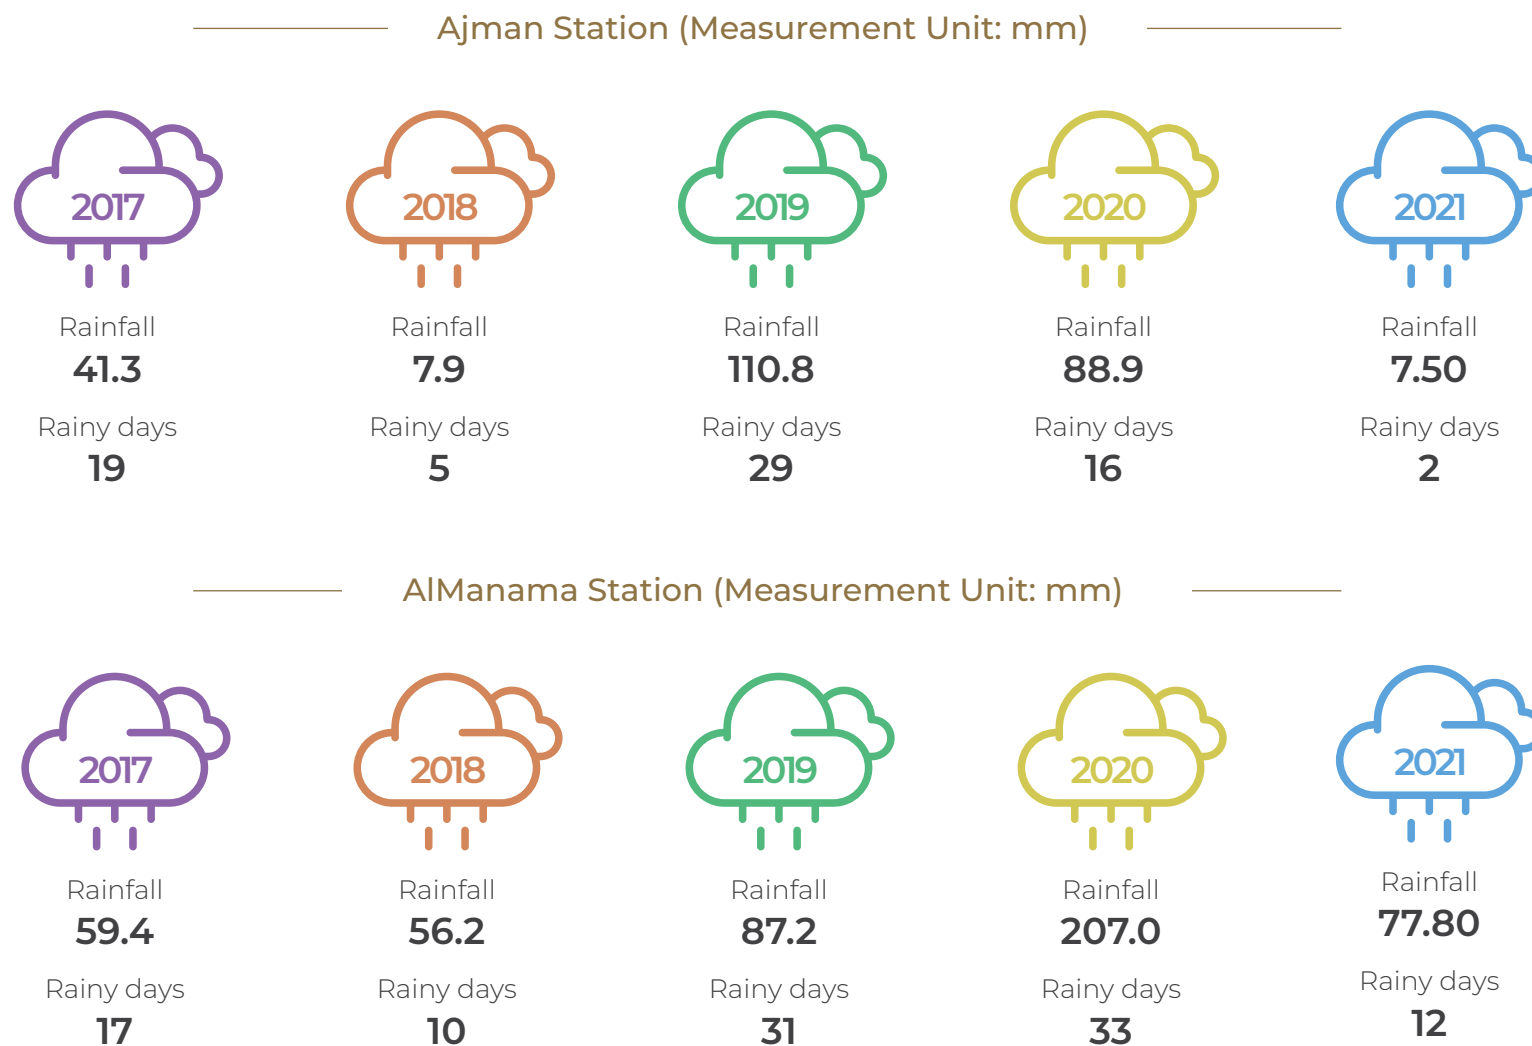 Ajman Station (Measurement Unit: mm)
2017 2018 2019 2020 2021
Rainfall Rainfall Rainfall Rainfall Rainfall
41.3 7.9 110.8 88.9 7.50
Rainy days Rainy days Rainy days Rainy days Rainy days
19 5 29 16 2
AlManama Station (Measurement Unit: mm)
2017 2018 2019 2020 2021
Rainfall Rainfall Rainfall Rainfall Rainfall
59.4 56.2 87.2 207.0 77.80
Rainy days Rainy days Rainy days Rainy days Rainy days
17 10 31 33 12